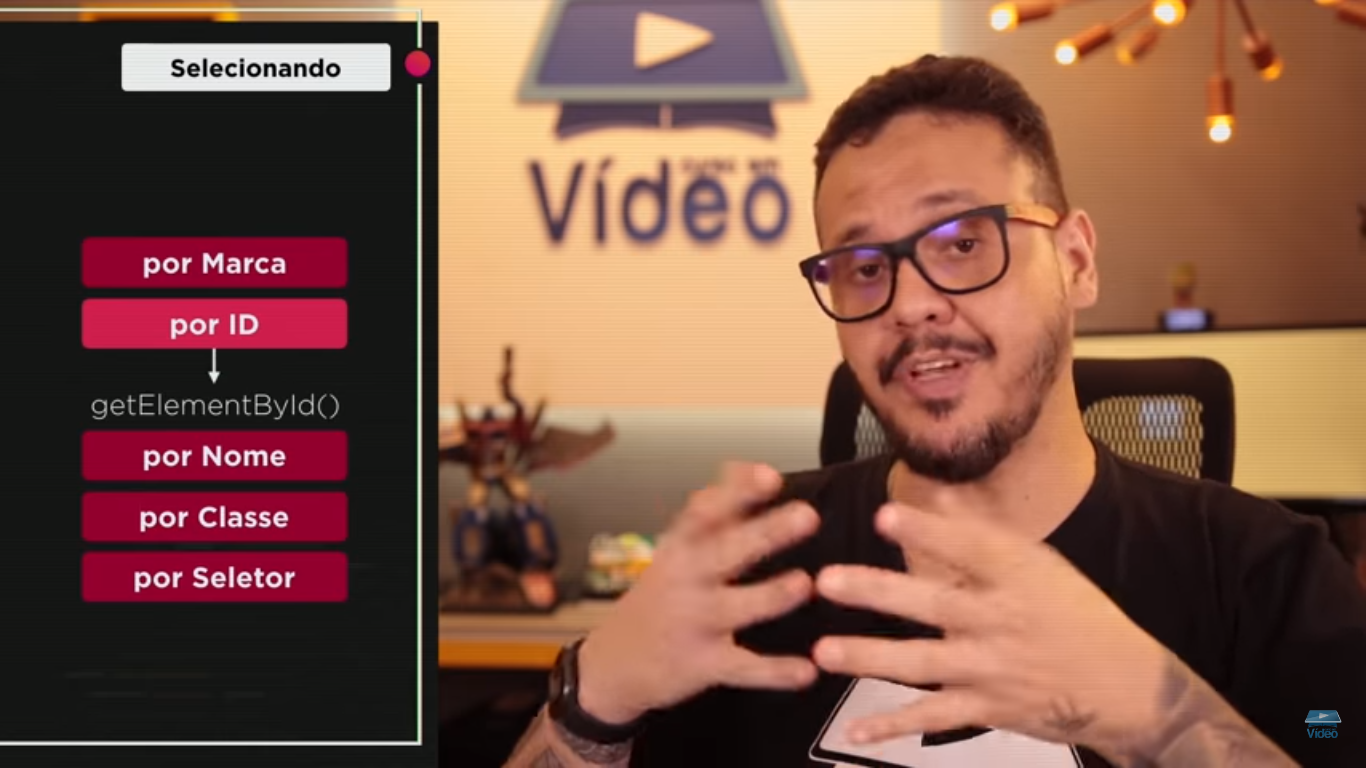 Selecionando
por Marca
por ID
getElementById()
por Nome
por Classe
por Seletor
Vídeo
Vídeo